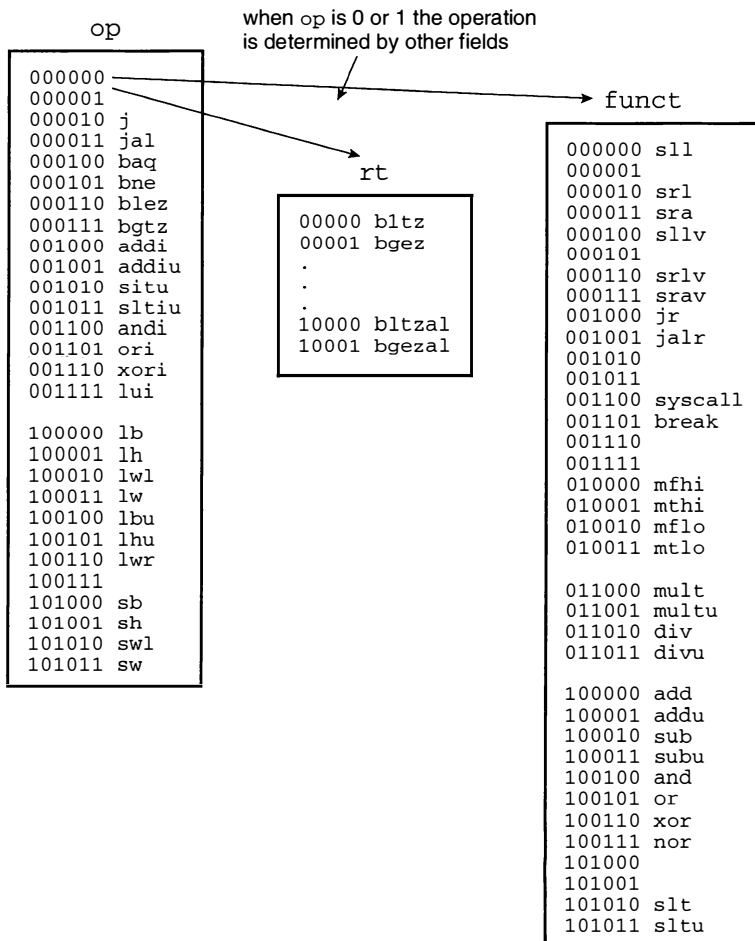 op
when op is 0 or 1 the operation
is determined by other fields
000000
000001
000010 j
000011 jal
000100 baq
000101 bne
000110 blez
000111 bgtz
001000 addi
001001 addiu
001010 situ
001011 sltiu
001100 andi
001101 ori
001110 xori
001111 lui
100000 lb
100001 lh
100010 lwl
100011 lw
100100 lbu
100101 lhu
100110 lwr
100111
101000 sb
101001 sh
101010 swl
101011 sw
rt
00000 bltz
00001 bgez
.
.
.
10000 bltzal
10001 bgezal
funct
000000 sll
000001
000010 srl
000011 sra
000100 sllv
000101
000110 srlv
000111 srav
001000 jr
001001 jalr
001010
001011
001100 syscall
001101 break
001110
001111
010000 mfhi
010001 mthi
010010 mflo
010011 mtlo
011000 mult
011001 multu
011010 div
011011 divu
100000 add
100001 addu
100010 sub
100011 subu
100100 and
100101 or
100110 xor
100111 nor
101000
101001
101010 slt
101011 sltu